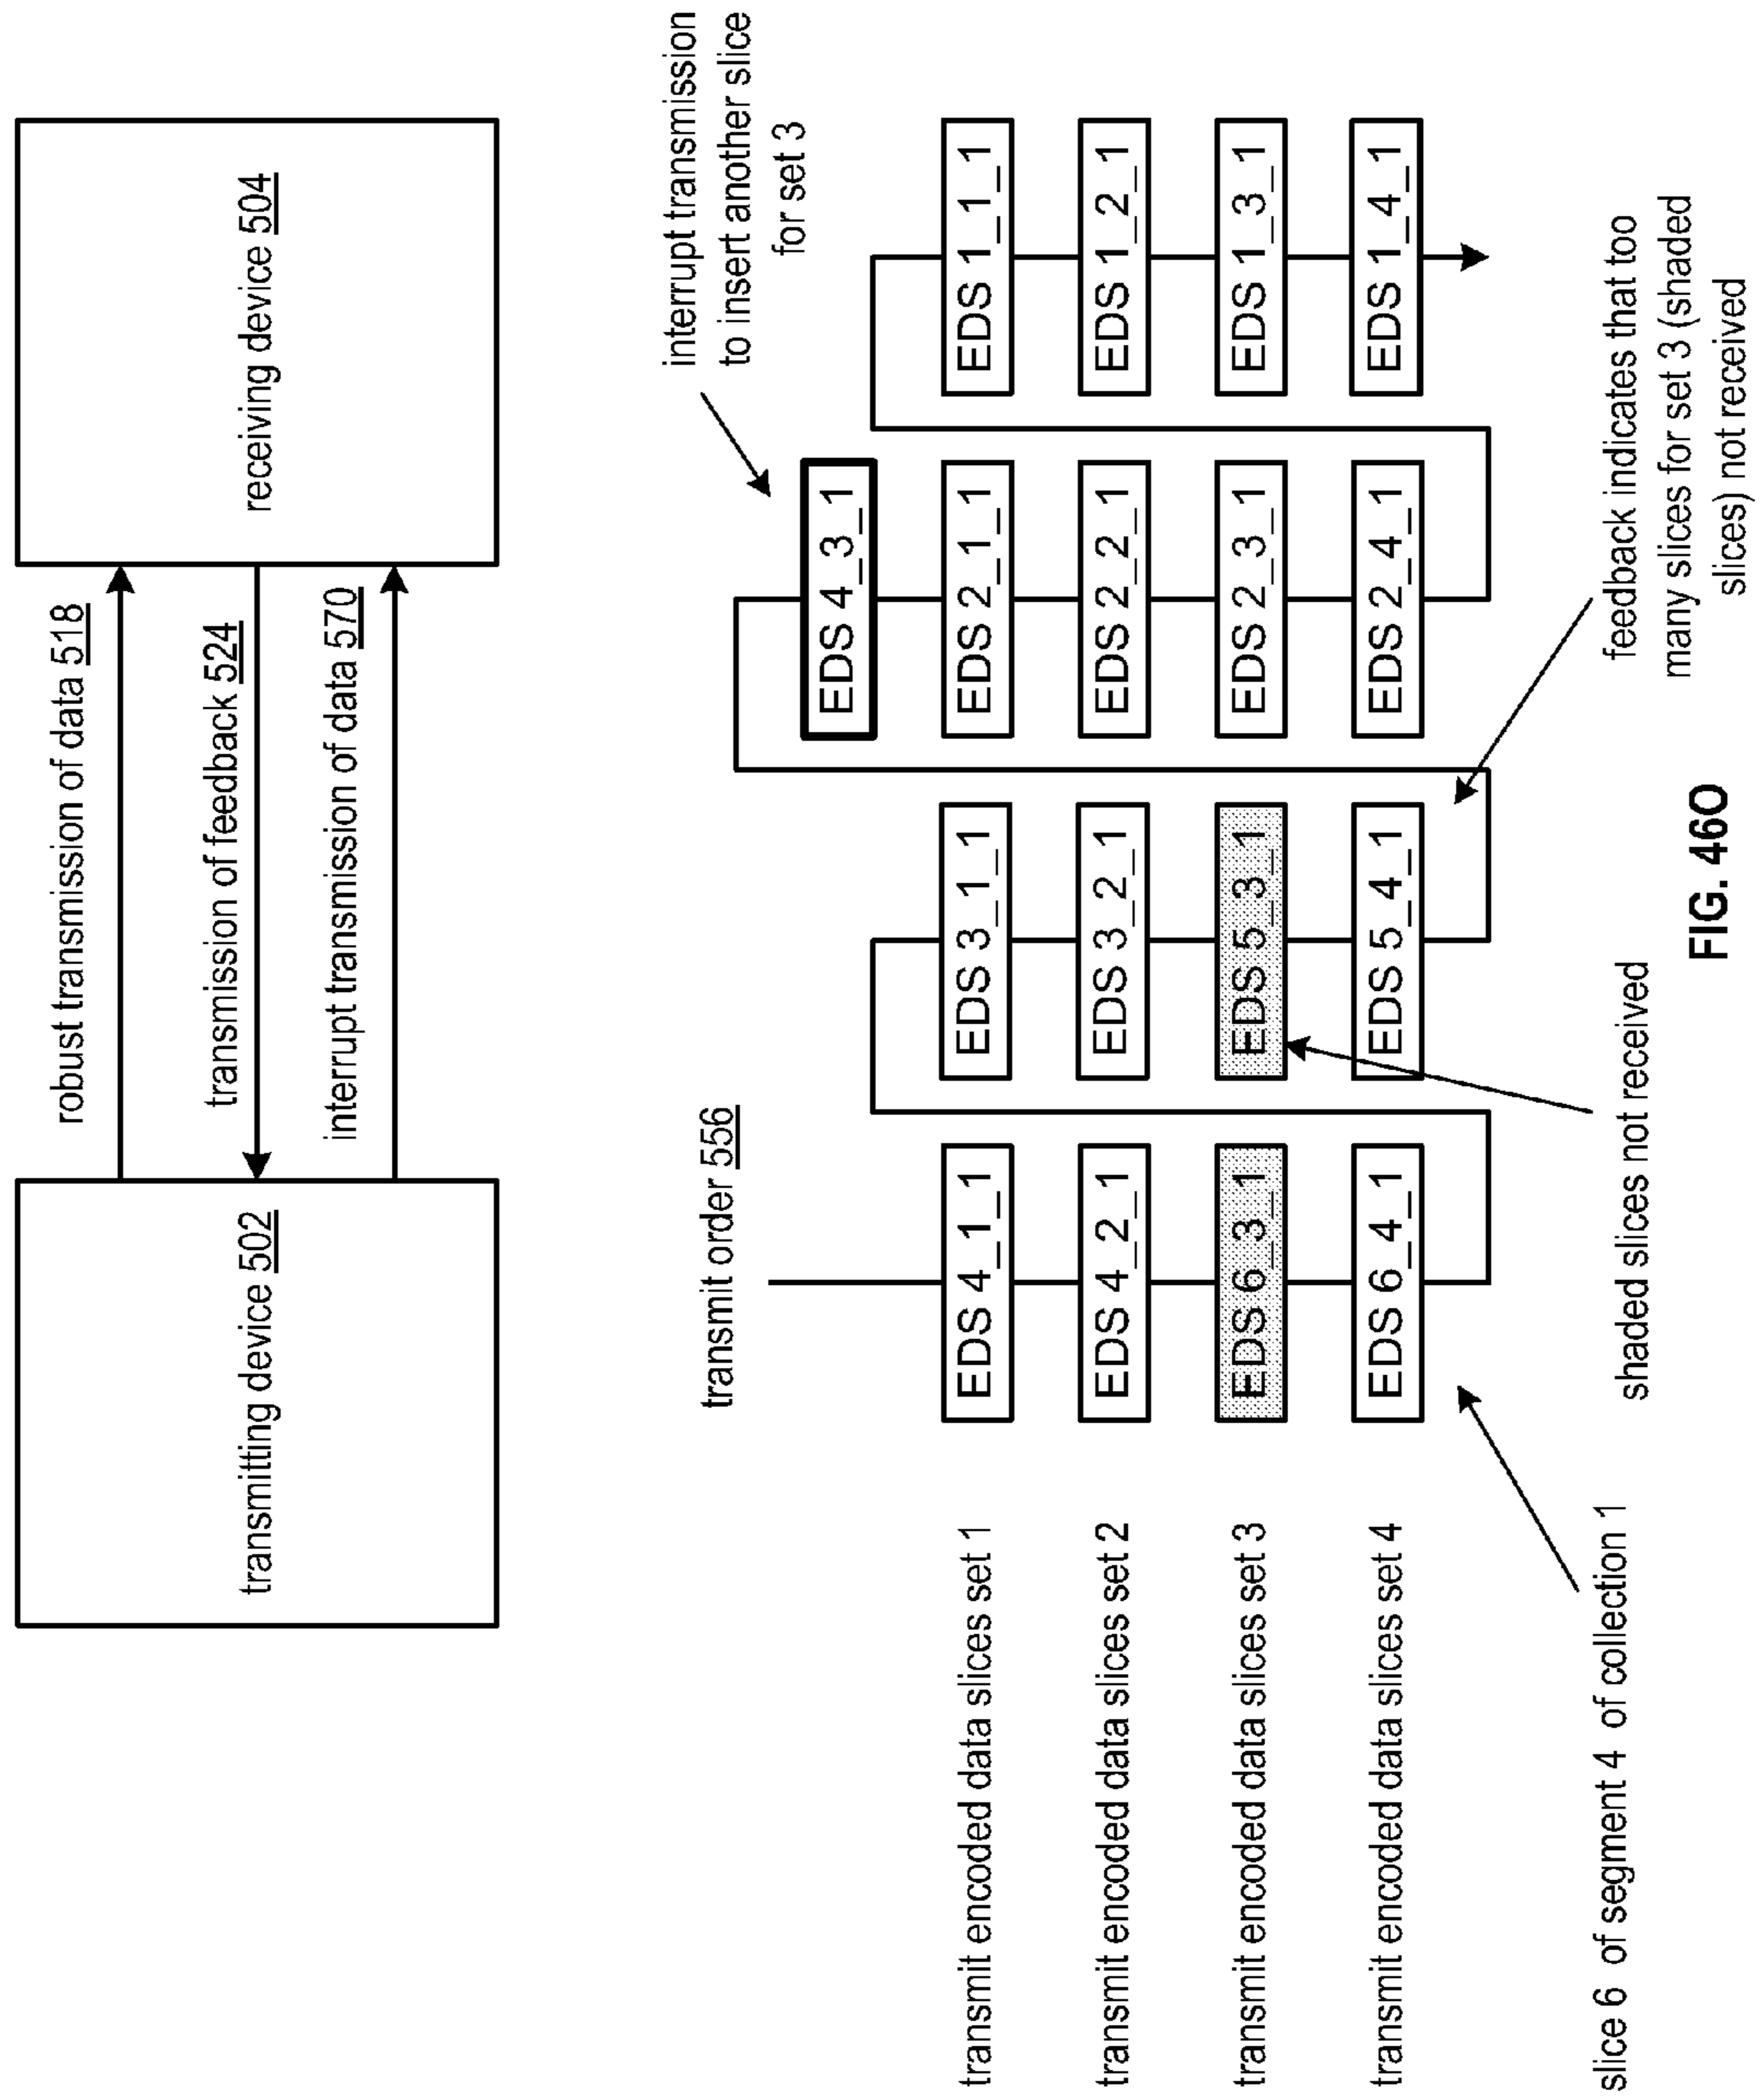 transmitting device 502
robust transmission of data 518
transmission of feedback 524
interrupt transmission of data 570
receiving device 504
transmit order 556
interrupt transmission
to insert another slice
for set 3
EDS 4_3_1
transmit encoded data slices set 1
EDS 4_1_1
EDS 3_1_1
EDS 2_1_1
EDS 1_1_1
transmit encoded data slices set 2
EDS 4_2_1
EDS 3_2_1
EDS 2_2_1
EDS 1_2_1
transmit encoded data slices set 3
EDS 6_3_1
EDS 5_3_1
EDS 2_3_1
EDS 1_3_1
transmit encoded data slices set 4
EDS 6_4_1
EDS 5_4_1
EDS 2_4_1
EDS 1_4_1
slice 6 of segment 4 of collection 1
shaded slices not received
feedback indicates that too
many slices for set 3 (shaded
slices) not received
FIG. 46O